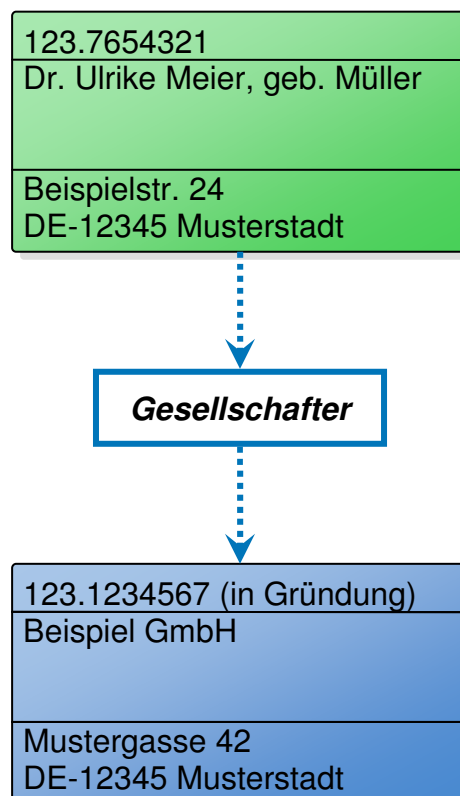 123.7654321
Dr. Ulrike Meier, geb. Müller
Beispielstr. 24
DE-12345 Musterstadt
Gesellschafter
123.1234567 (in Gründung)
Beispiel GmbH
Mustergasse 42
DE-12345 Musterstadt